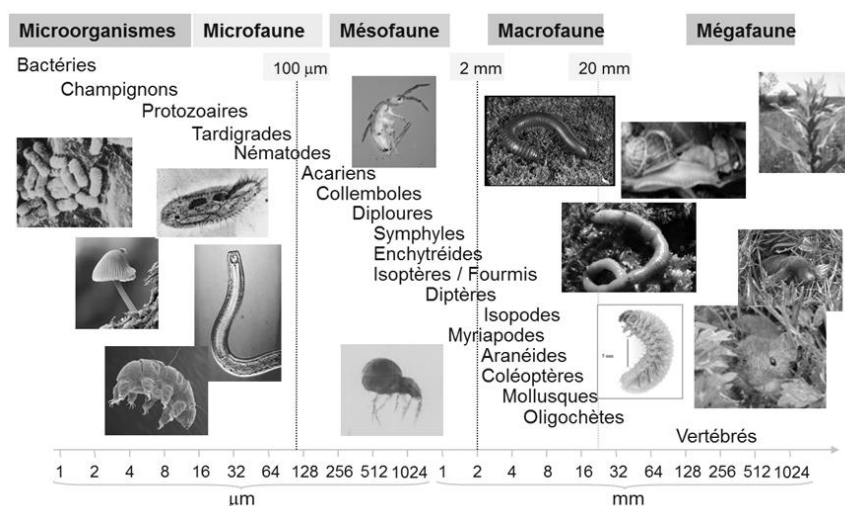 Microorganismes
Microfaune
Mésofaune
Macrofaune
Mégafaune
Bactéries
100 µm
2 mm
20 mm
Champignons
Protozoaires
Tardigrades
Nématodes
Acariens
Collemboles
Diploures
Symphyles
Enchytréides
Isoptères / Fourmis
Diptères
Isopodes
Myriapodes
Aranéides
Coléoptères
Mollusques
Oligochètes
Vertébrés
1 2 4 8 16 32 64 128 256 512 1024 1 2 4 8 16 32 64 128 256 512 1024
µm
mm